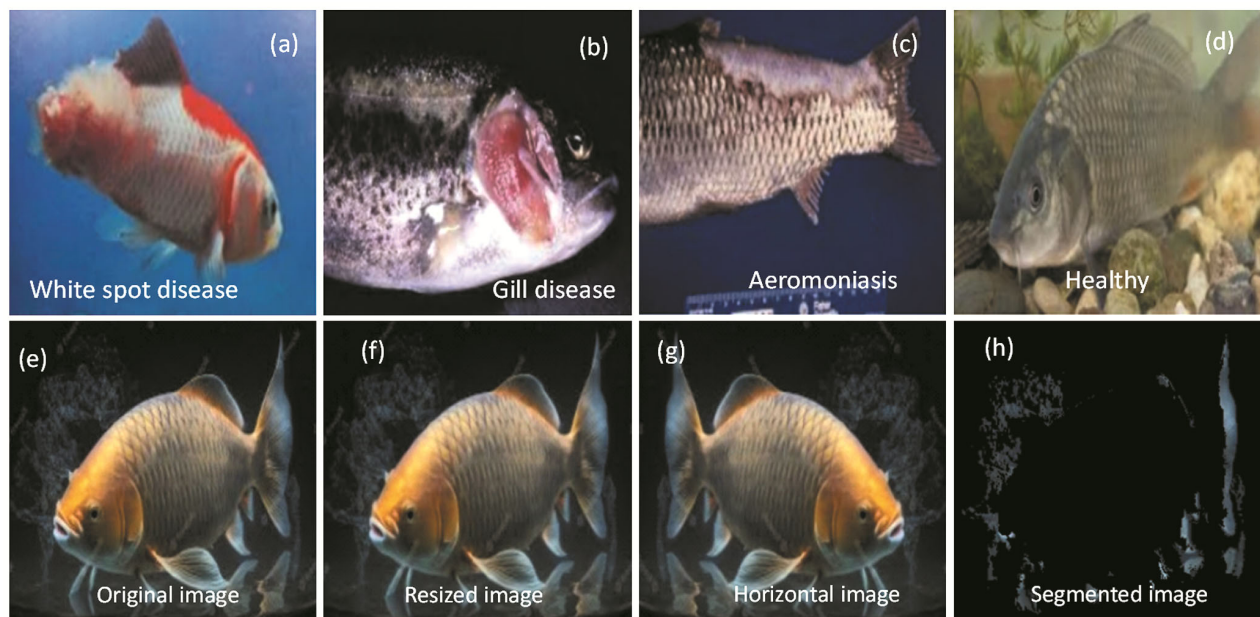 (a)
White spot disease
(b)
Gill disease
(c)
Aeromoniasis
(d)
Healthy
(e)
Original image
(f)
Resized image
(g)
Horizontal image
(h)
Segmented image